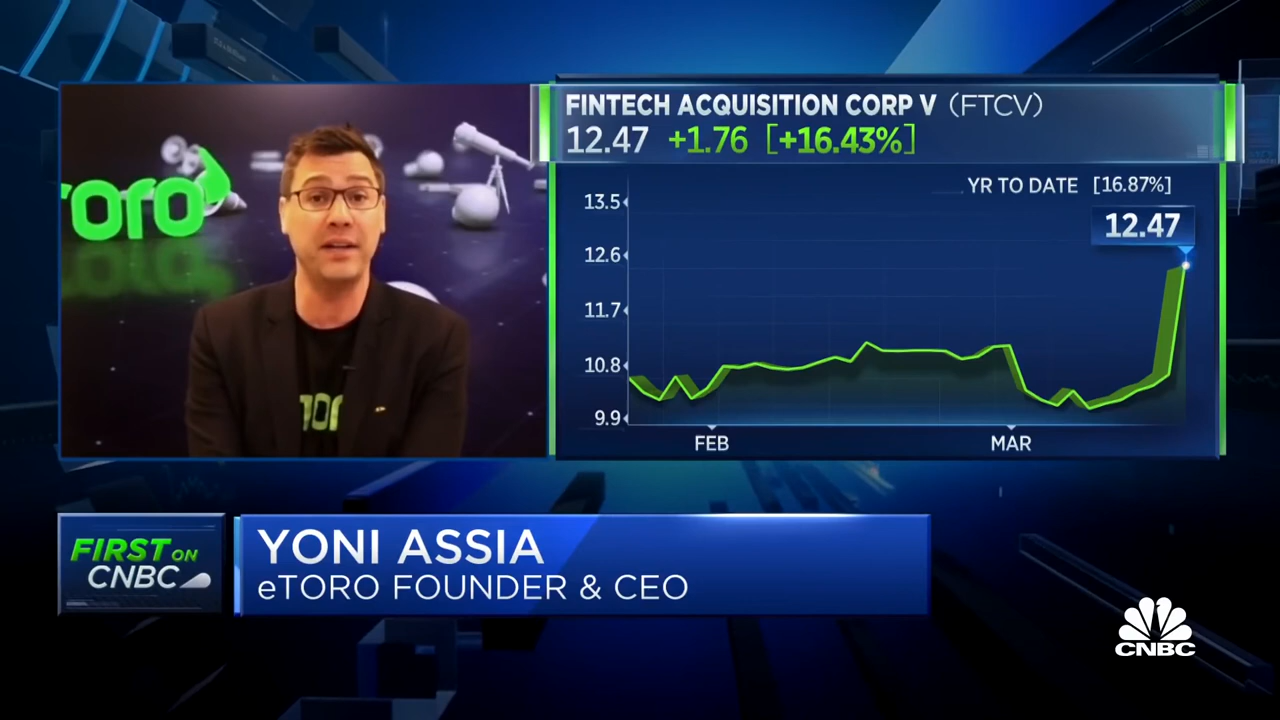 oro
oro
FINTECH ACQUISITION CORP V (FTCV)
12.47 +1.76 [+16.43%]
YR TO DATE [16.87%]
12.47
13.5
12.6
11.7
10.8
9.9
FEB
MAR
FIRST ON
CNBC
YONI ASSIA
eTORO FOUNDER & CEO
CNBC